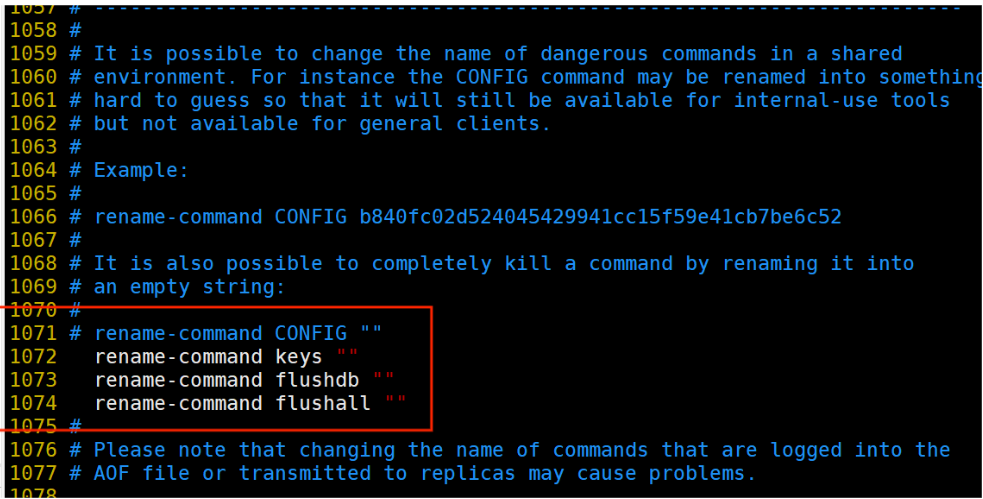 1057 # ------------------------------------------------------------------------
1058 #
1059 # It is possible to change the name of dangerous commands in a shared
1060 # environment. For instance the CONFIG command may be renamed into something
1061 # hard to guess so that it will still be available for internal-use tools
1062 # but not available for general clients.
1063 #
1064 # Example:
1065 #
1066 # rename-command CONFIG b840fc02d524045429941cc15f59e41cb7be6c52
1067 #
1068 # It is also possible to completely kill a command by renaming it into
1069 # an empty string:
1070 #
1071 # rename-command CONFIG ""
1072   rename-command keys ""
1073   rename-command flushdb ""
1074   rename-command flushall ""
1075 #
1076 # Please note that changing the name of commands that are logged into the
1077 # AOF file or transmitted to replicas may cause problems.
1078